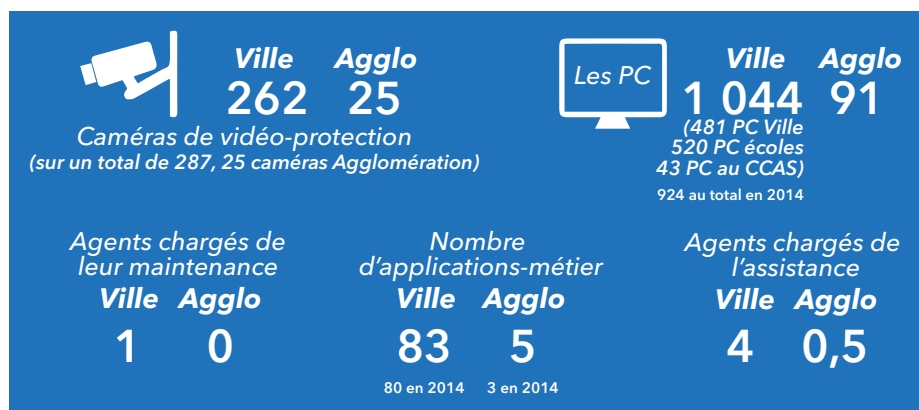 Ville Agglo
262 25
Caméras de vidéo-protection
(sur un total de 287, 25 caméras Agglomération)
Les PC
Ville Agglo
1 044 91
(481 PC Ville
520 PC écoles
43 PC au CCAS)
924 au total en 2014
Agents chargés de
leur maintenance
Ville Agglo
1 0
Nombre
d'applications-métier
Ville Agglo
83 5
80 en 2014 3 en 2014
Agents chargés de
l'assistance
Ville Agglo
4 0,5